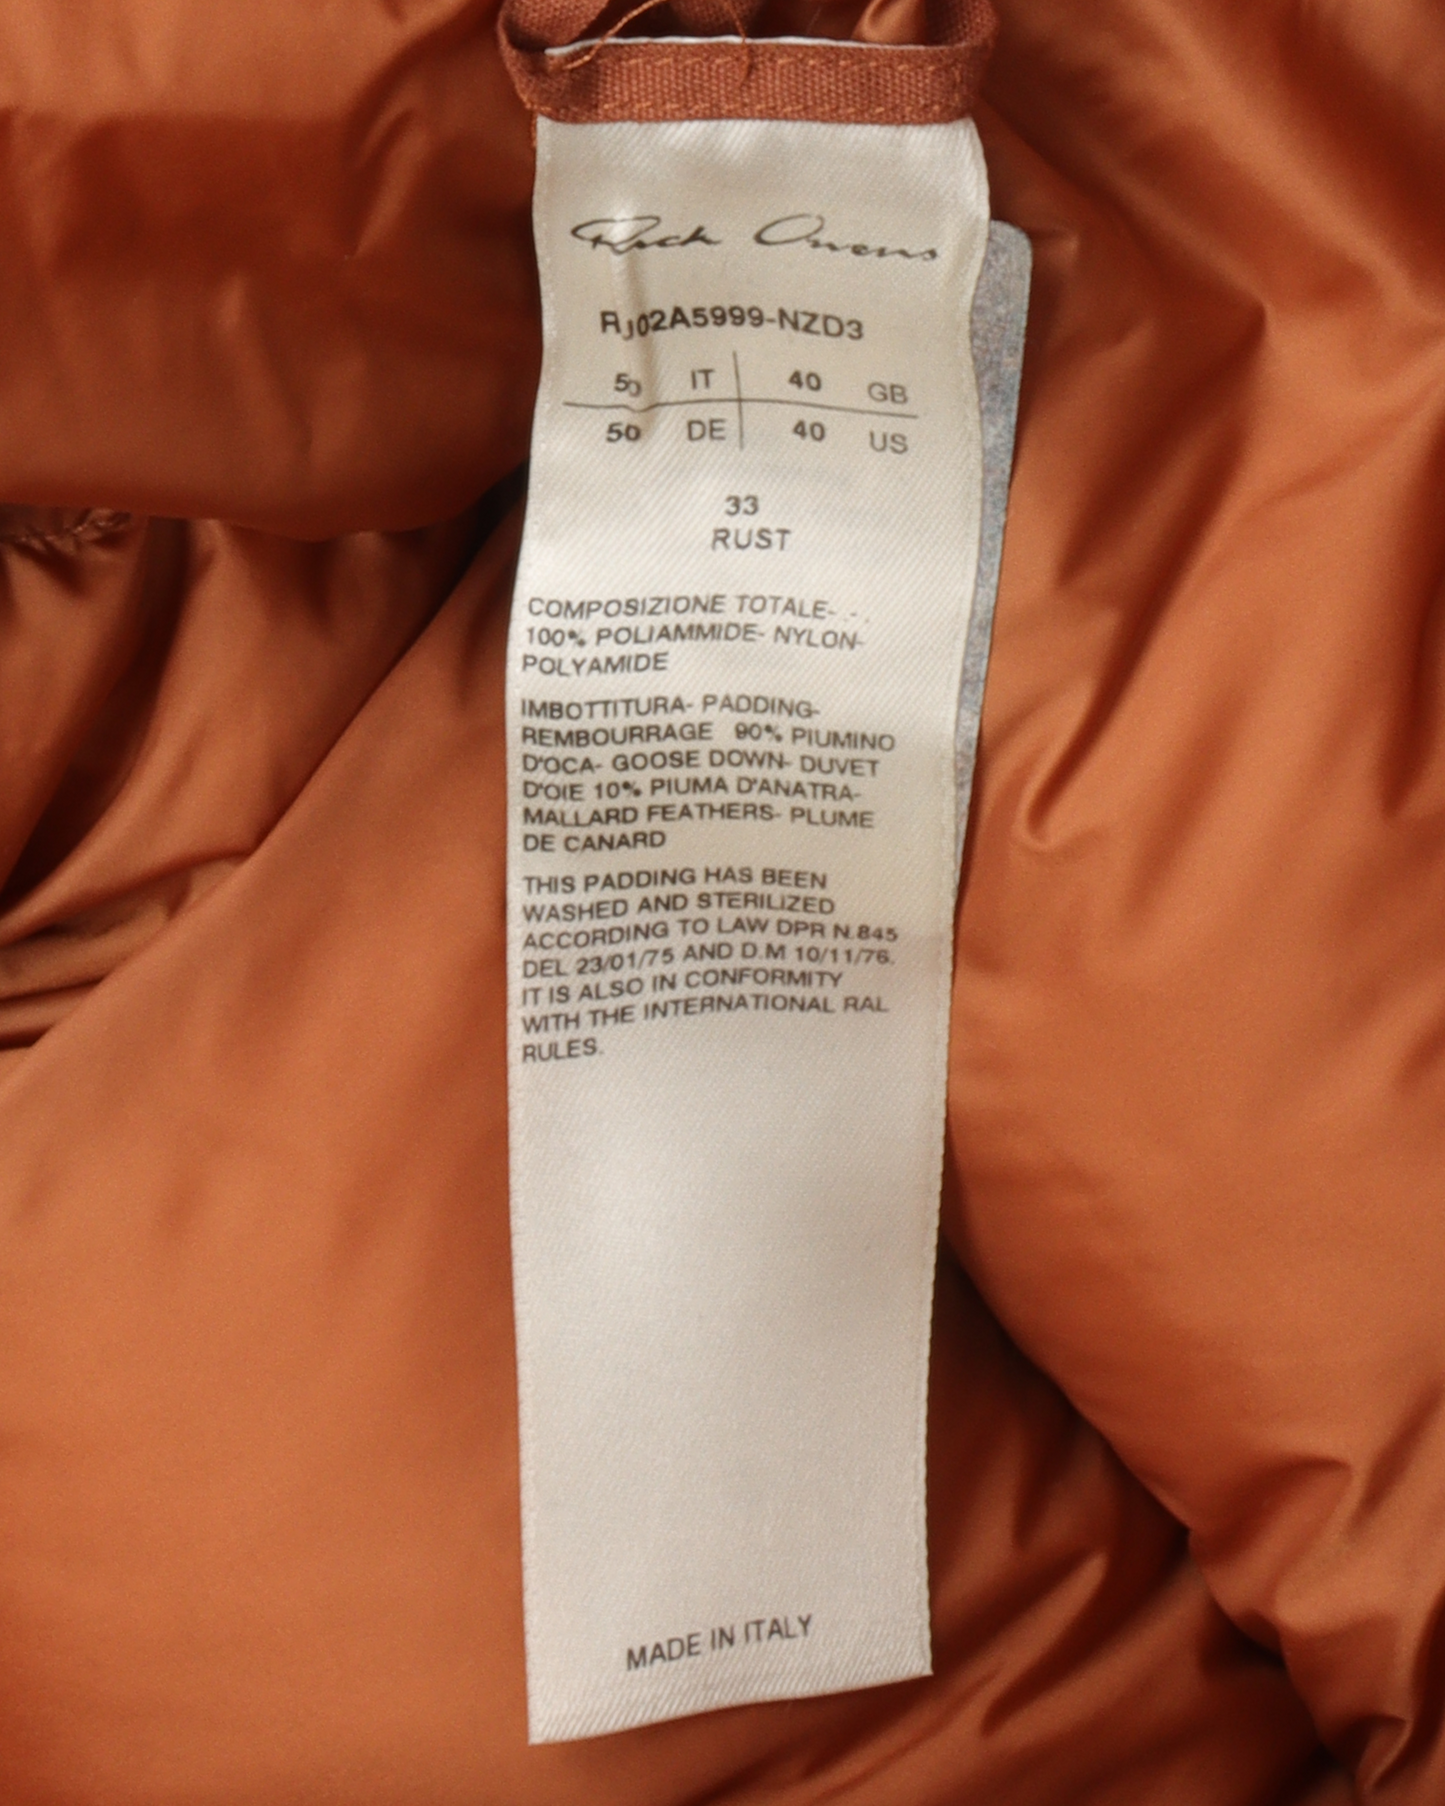 Rick Owens
RJ02A5999-NZD3
50 IT 40 GB
50 DE 40 US
33
RUST
COMPOSIZIONE TOTALE- .-.
100% POLIAMMIDE- NYLON-
POLYAMIDE
IMBOTTITURA- PADDING-
REMBOURRAGE 90% PIUMINO
D'OCA- GOOSE DOWN- DUVET
D'OIE 10% PIUMA D'ANATRA-
MALLARD FEATHERS- PLUME
DE CANARD
THIS PADDING HAS BEEN
WASHED AND STERILIZED
ACCORDING TO LAW DPR N.845
DEL 23/01/75 AND D.M 10/11/76.
IT IS ALSO IN CONFORMITY
WITH THE INTERNATIONAL RAL
RULES.
MADE IN ITALY